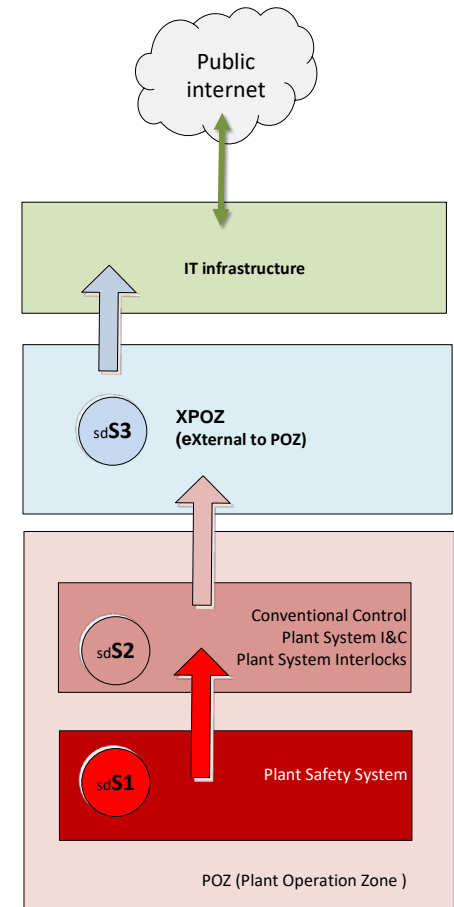 Public
internet
IT infrastructure
sdS3
XPOZ
(eXternal to POZ)
Conventional Control
Plant System I&C
Plant System Interlocks
sdS2
Plant Safety System
sdS1
POZ (Plant Operation Zone )